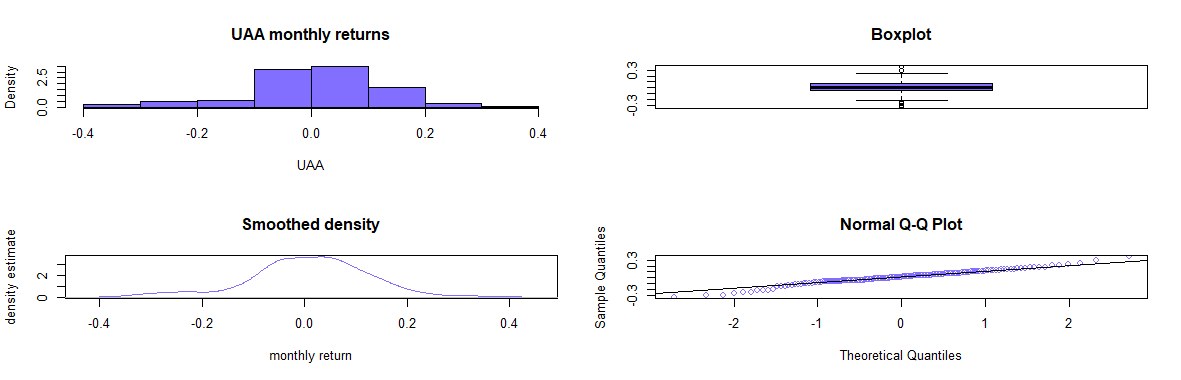 UAA monthly returns
Density
0.0 2.5
-0.4 -0.2 0.0 0.2 0.4
UAA
Boxplot
-0.3 0.3
Smoothed density
density estimate
0 2
-0.4 -0.2 0.0 0.2 0.4
monthly return
Normal Q-Q Plot
Sample Quantiles
-0.3 0.3
-2 -1 0 1 2
Theoretical Quantiles